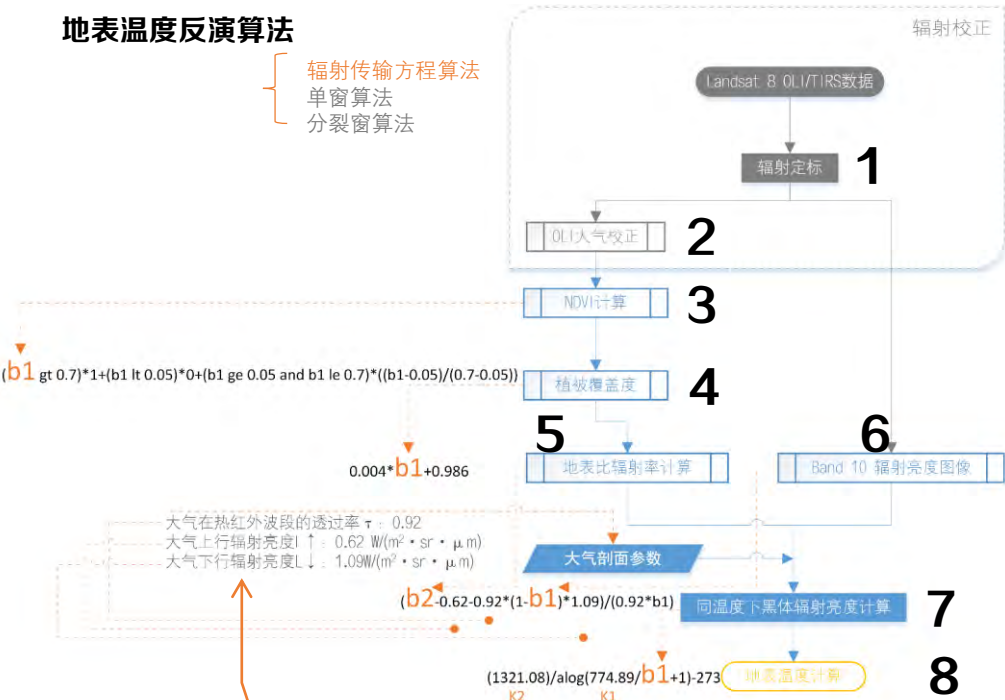 地表温度反演算法
辐射传输方程算法
单窗算法
分裂窗算法
辐射校正
Landsat 8 OLI/TIRS数据
辐射定标
1
OLI大气校正
2
NDVI计算
3
(b1 gt 0.7)*1+(b1 lt 0.05)*0+(b1 ge 0.05 and b1 le 0.7)*((b1-0.05)/(0.7-0.05))
植被覆盖度
4
5
6
0.004*b1+0.986
地表比辐射率计算
Band 10 辐射亮度图像
大气在热红外波段的透过率 τ : 0.92
大气上行辐射亮度L↑ : 0.62 W/(m²·sr·μm)
大气下行辐射亮度L↓ : 1.09W/(m²·sr·μm)
大气剖面参数
(b2-0.62-0.92*(1-b1)*1.09)/(0.92*b1)
同温度下黑体辐射亮度计算
7
(1321.08)/alog(774.89/b1+1)-273
地表温度计算
8
K2
K1